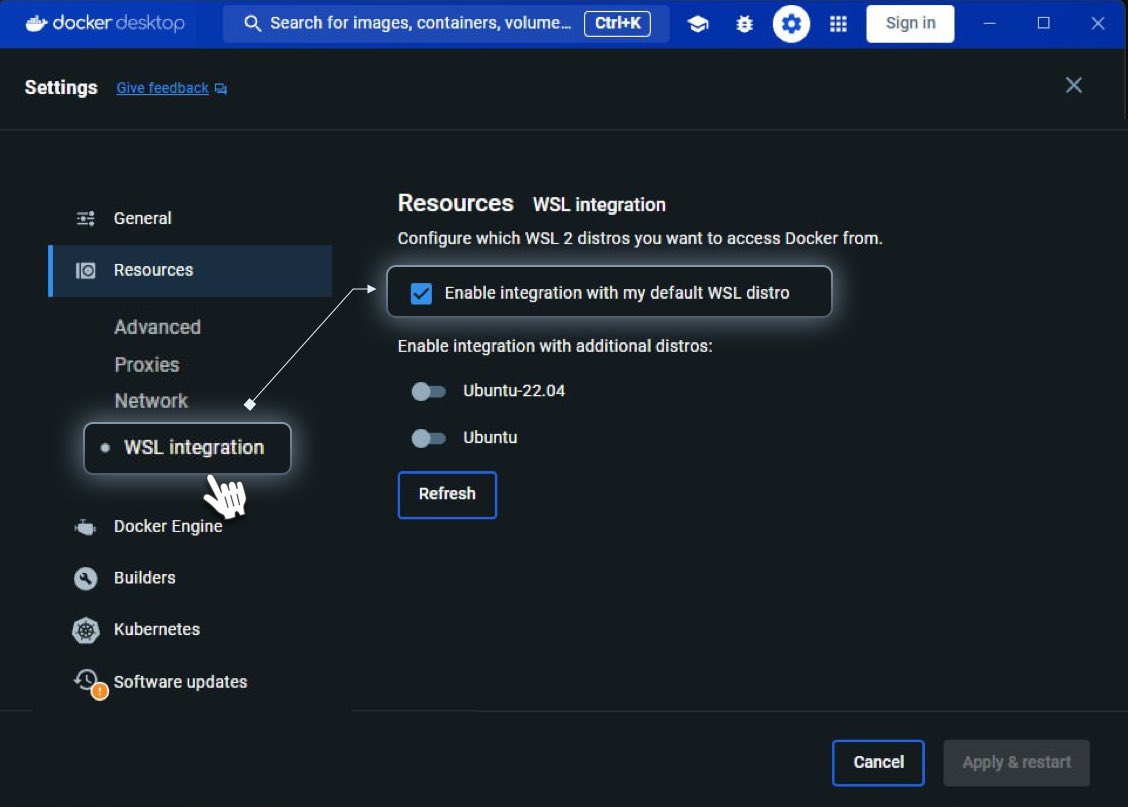 docker desktop
Search for images, containers, volume... Ctrl+K
Sign in
Settings Give feedback
General
Resources
Advanced
Proxies
Network
WSL integration
Docker Engine
Builders
Kubernetes
Software updates
Resources WSL integration
Configure which WSL 2 distros you want to access Docker from.
Enable integration with my default WSL distro
Enable integration with additional distros:
Ubuntu-22.04
Ubuntu
Refresh
Cancel
Apply & restart